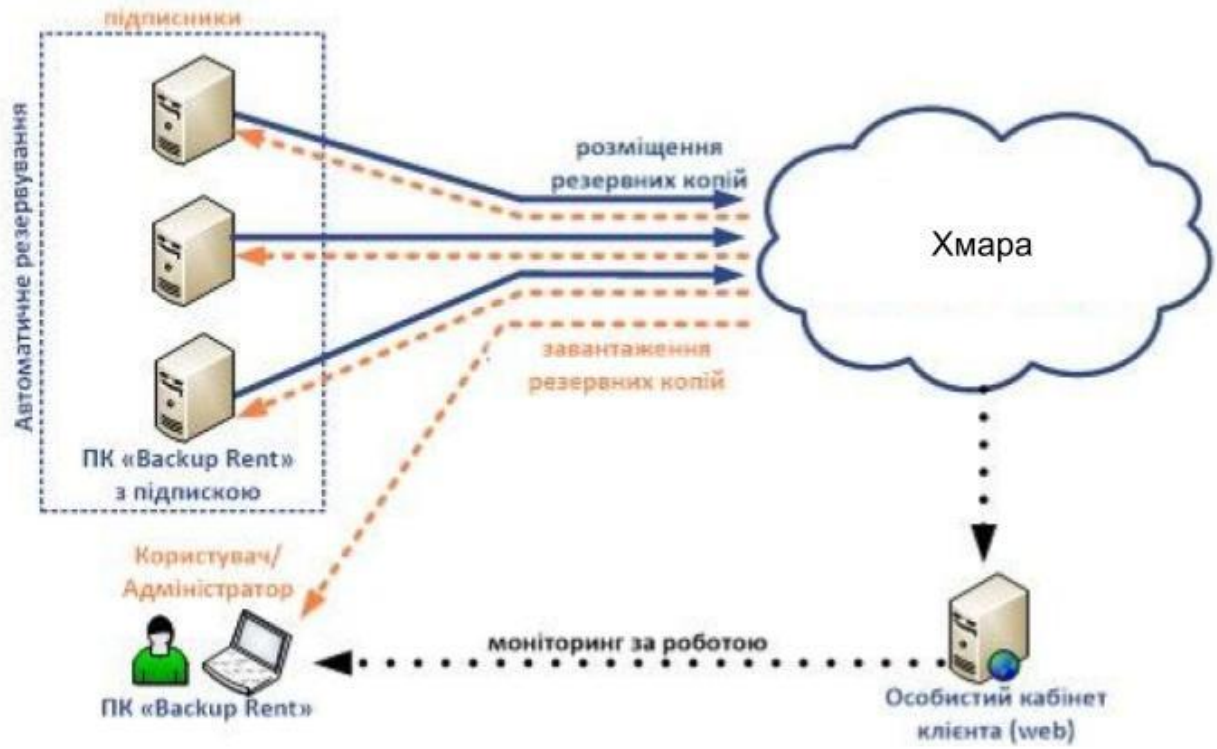 підписники
Автоматичне резервування
розміщення
резервних копій
Хмара
завантаження
резервних копій
ПК «Backup Rent»
з підпискою
Користувач/
Адміністратор
моніторинг за роботою
ПК «Backup Rent»
Особистий кабінет
клієнта (web)